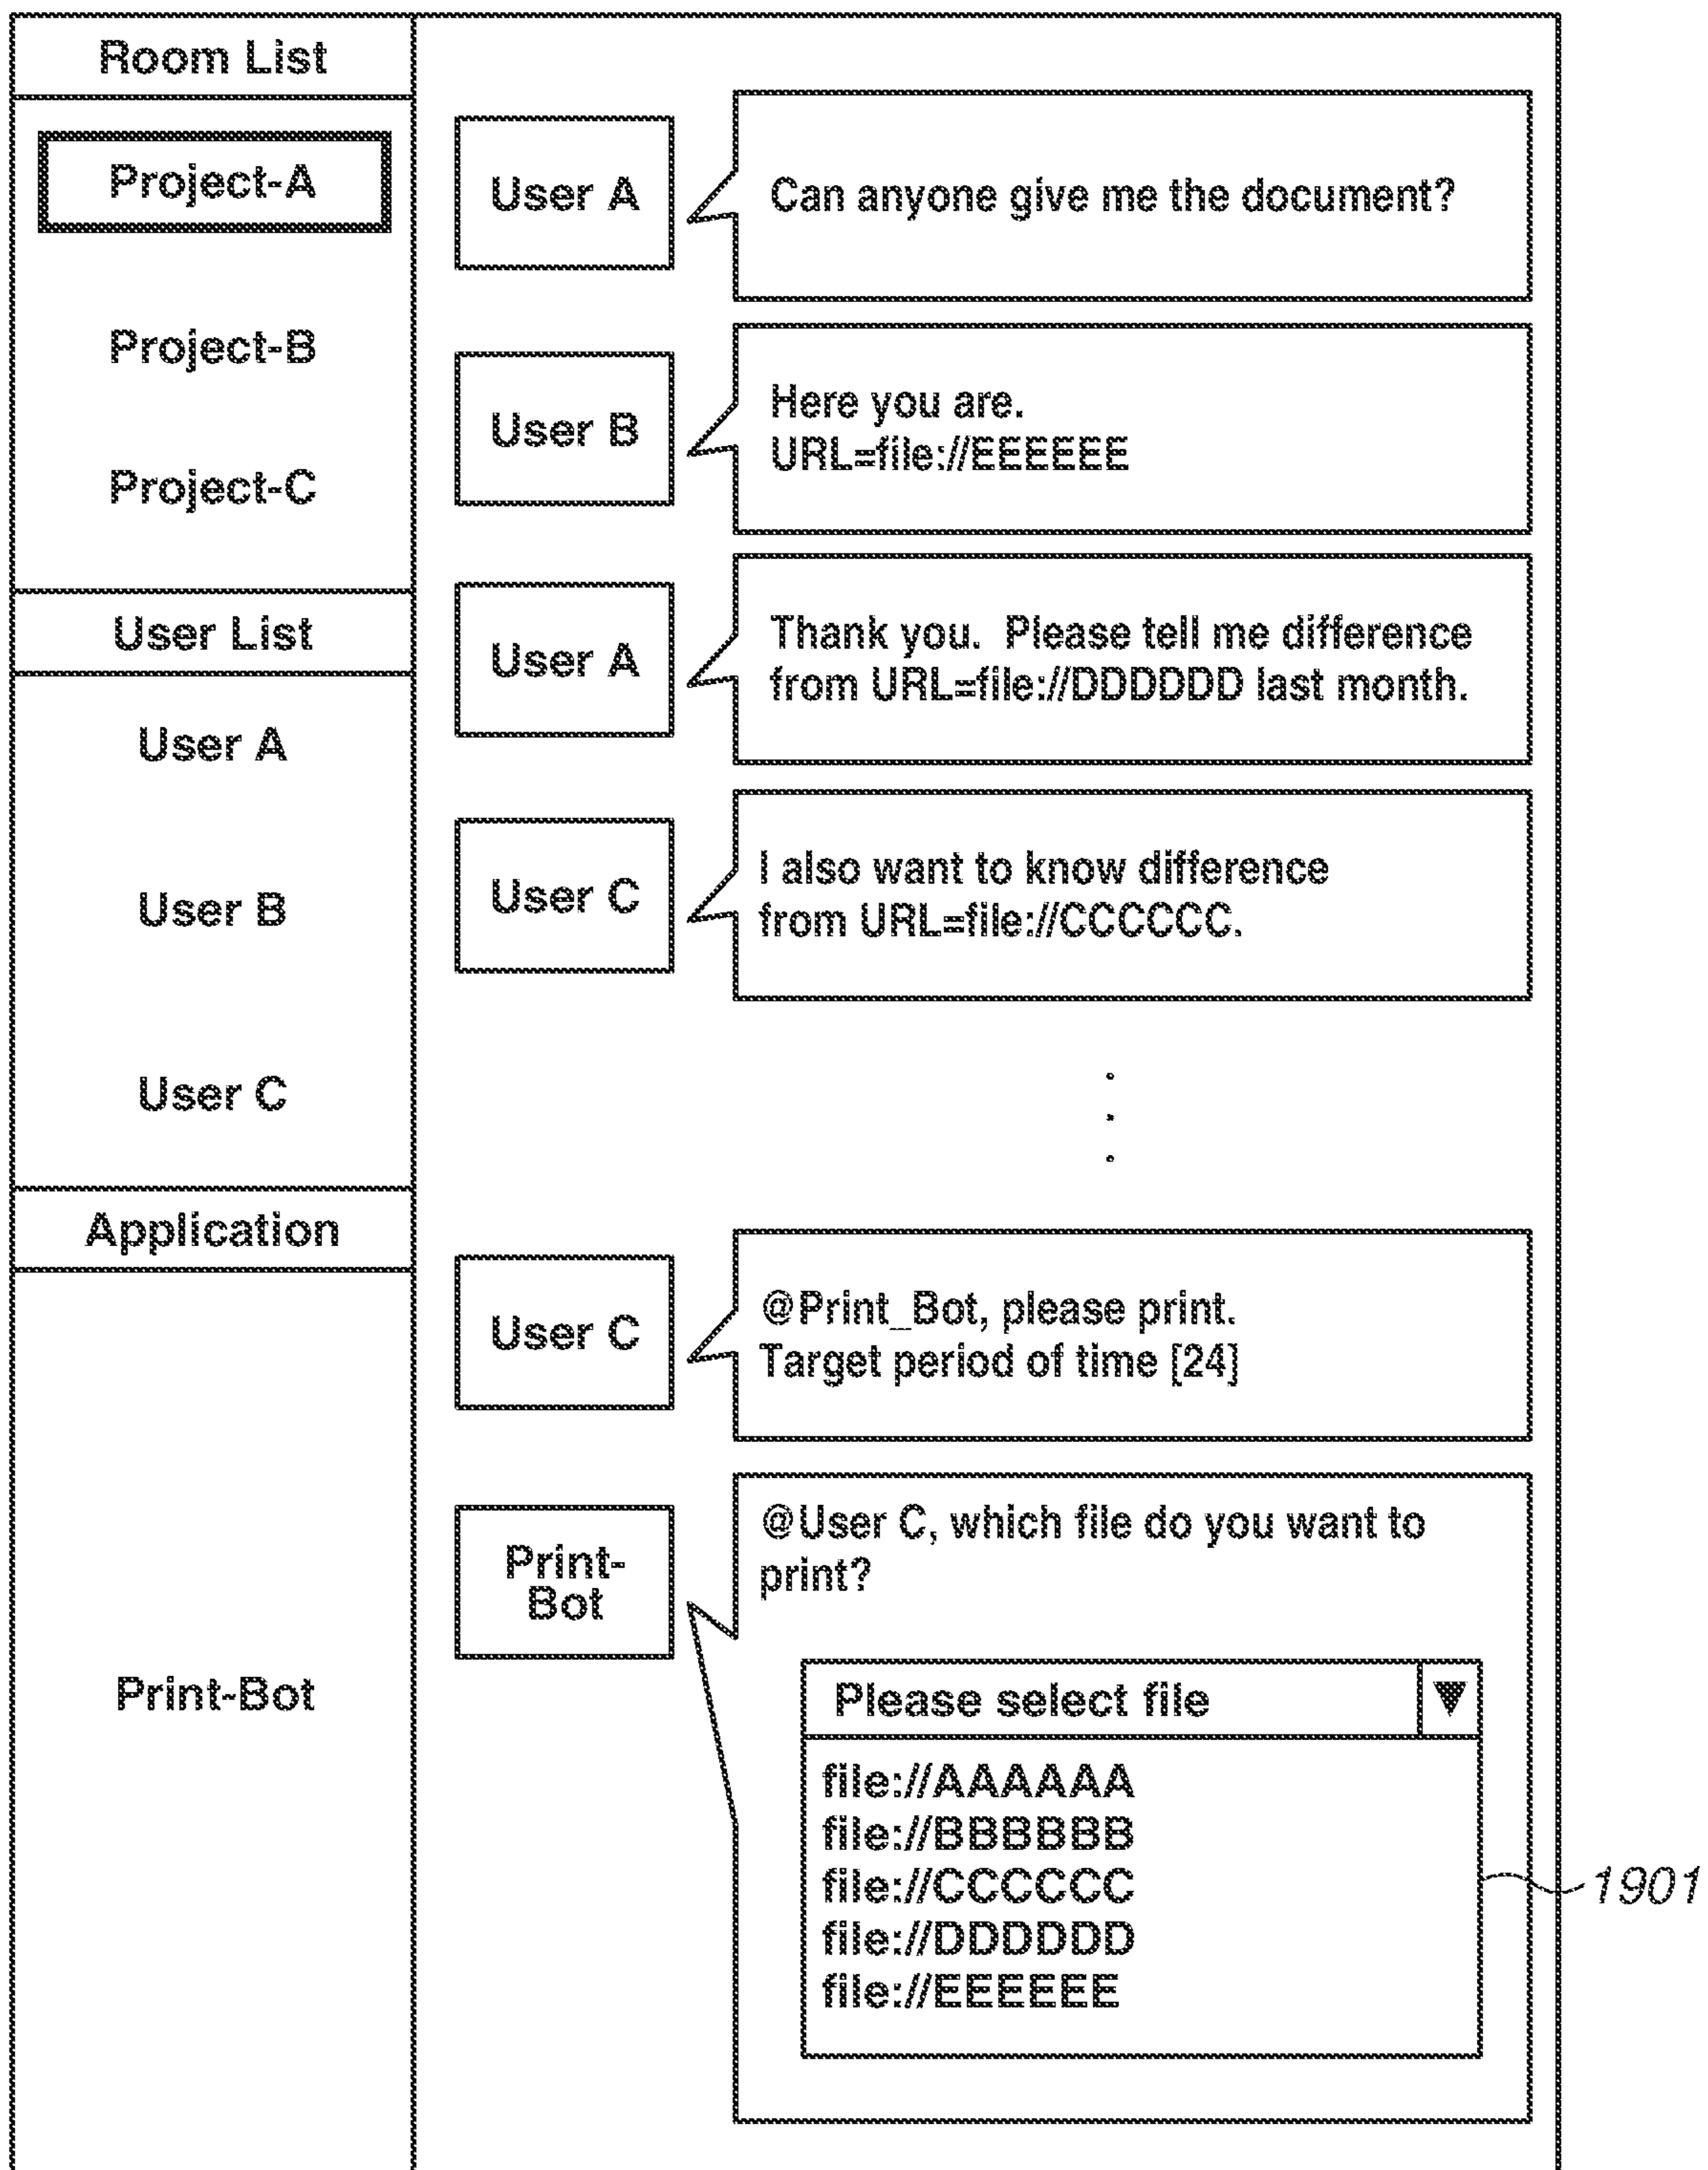 Room List
Project-A
Project-B
Project-C
User List
User A
User B
User C
Application
Print-Bot
User A
Can anyone give me the document?
User B
Here you are.
URL=file://EEEEEE
User A
Thank you.  Please tell me difference
from URL=file://DDDDDD last month.
User C
I also want to know difference
from URL=file://CCCCCC.
User C
@Print_Bot, please print.
Target period of time [24]
Print-
Bot
@User C, which file do you want to
print?
Please select file
file://AAAAAA
file://BBBBBB
file://CCCCCC
file://DDDDDD
file://EEEEEE
1901